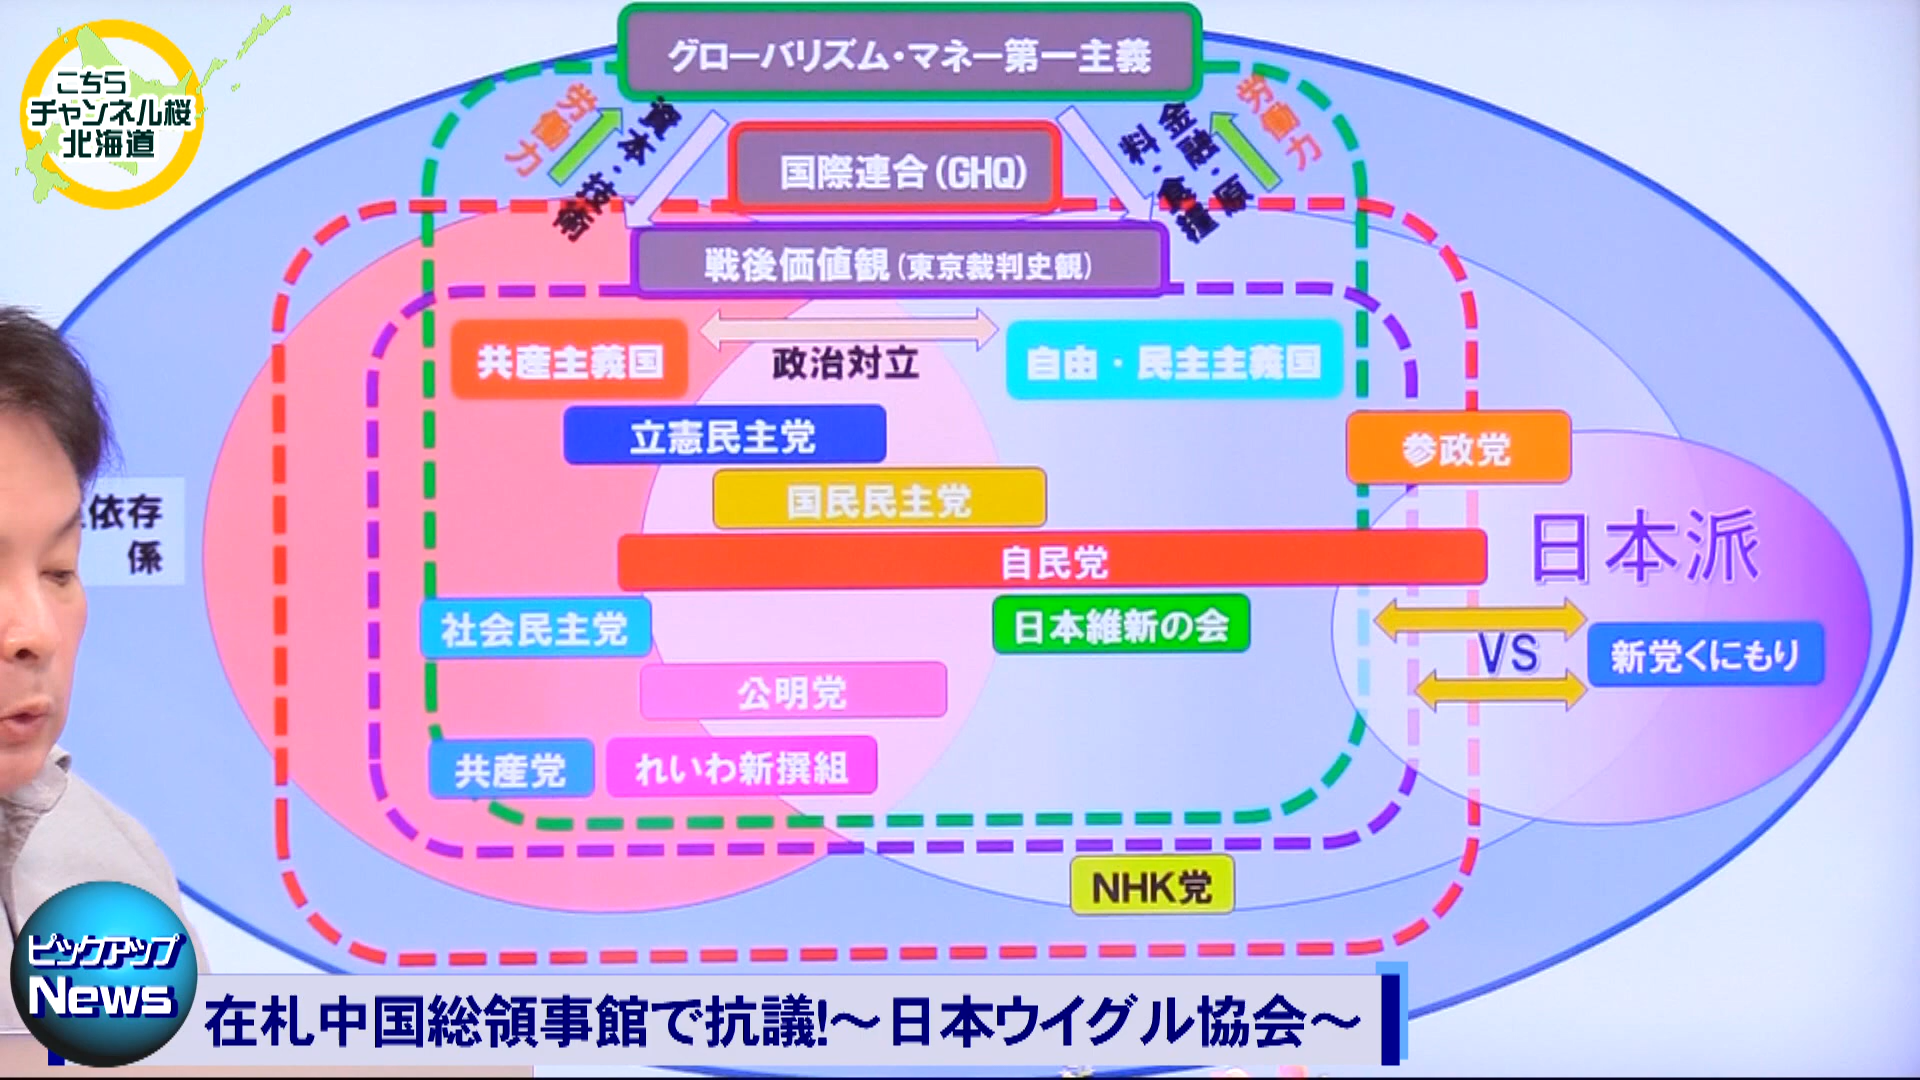 こちら
チャンネル桜
北海道
グローバリズム・マネー第一主義
労働力
資本・技術
金融・原
料・食糧
労働力
国際連合(GHQ)
戦後価値観(東京裁判史観)
共産主義国
政治対立
自由・民主主義国
立憲民主党
参政党
国民民主党
依存
係
日本派
自民党
社会民主党
日本維新の会
VS
新党くにもり
公明党
共産党
れいわ新撰組
NHK党
ピックアップ
News
在札中国総領事館で抗議!～日本ウイグル協会～